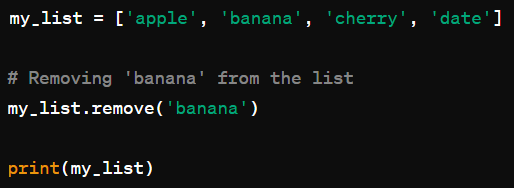 my_list = ['apple', 'banana', 'cherry', 'date']
# Removing 'banana' from the list
my_list.remove('banana')
print(my_list)